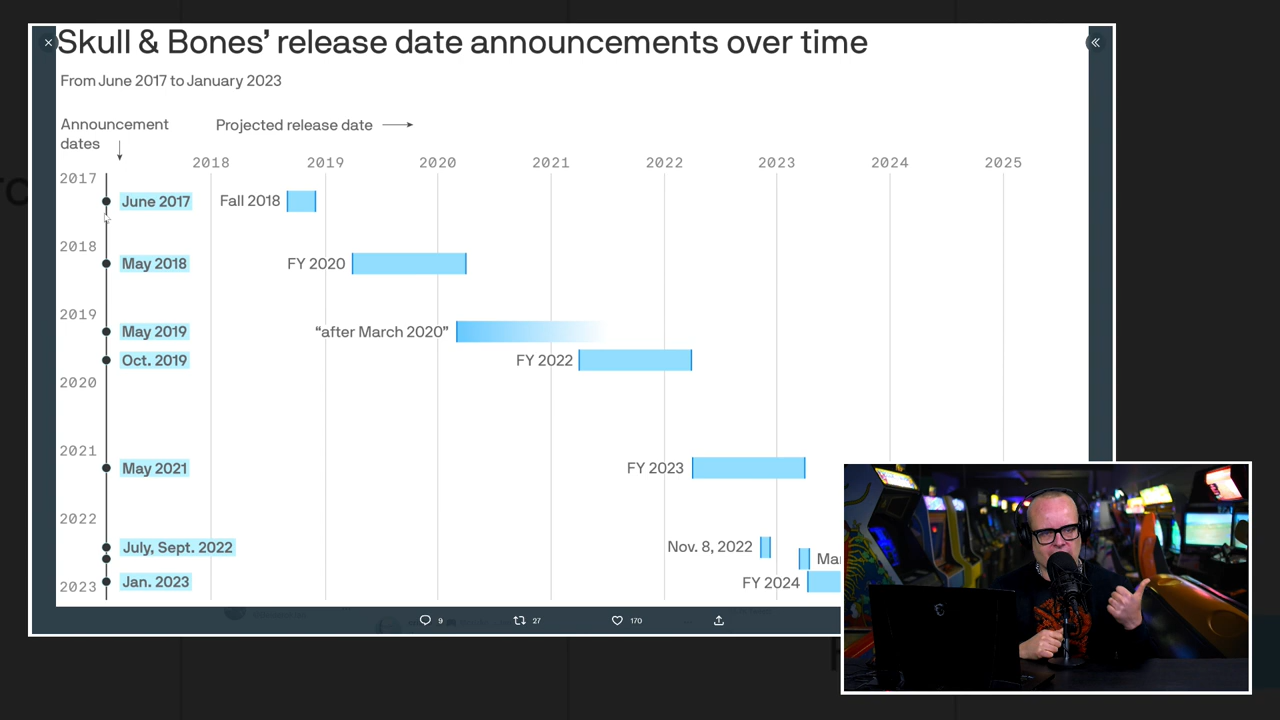 Skull & Bones’ release date announcements over time
From June 2017 to January 2023
Announcement
dates
Projected release date
2018 2019 2020 2021 2022 2023 2024 2025
2017
June 2017 Fall 2018
2018
May 2018 FY 2020
2019
May 2019 “after March 2020”
Oct. 2019 FY 2022
2020
2021
May 2021 FY 2023
2022
July, Sept. 2022 Nov. 8, 2022
Mar
Jan. 2023 FY 2024
2023
9 27 170